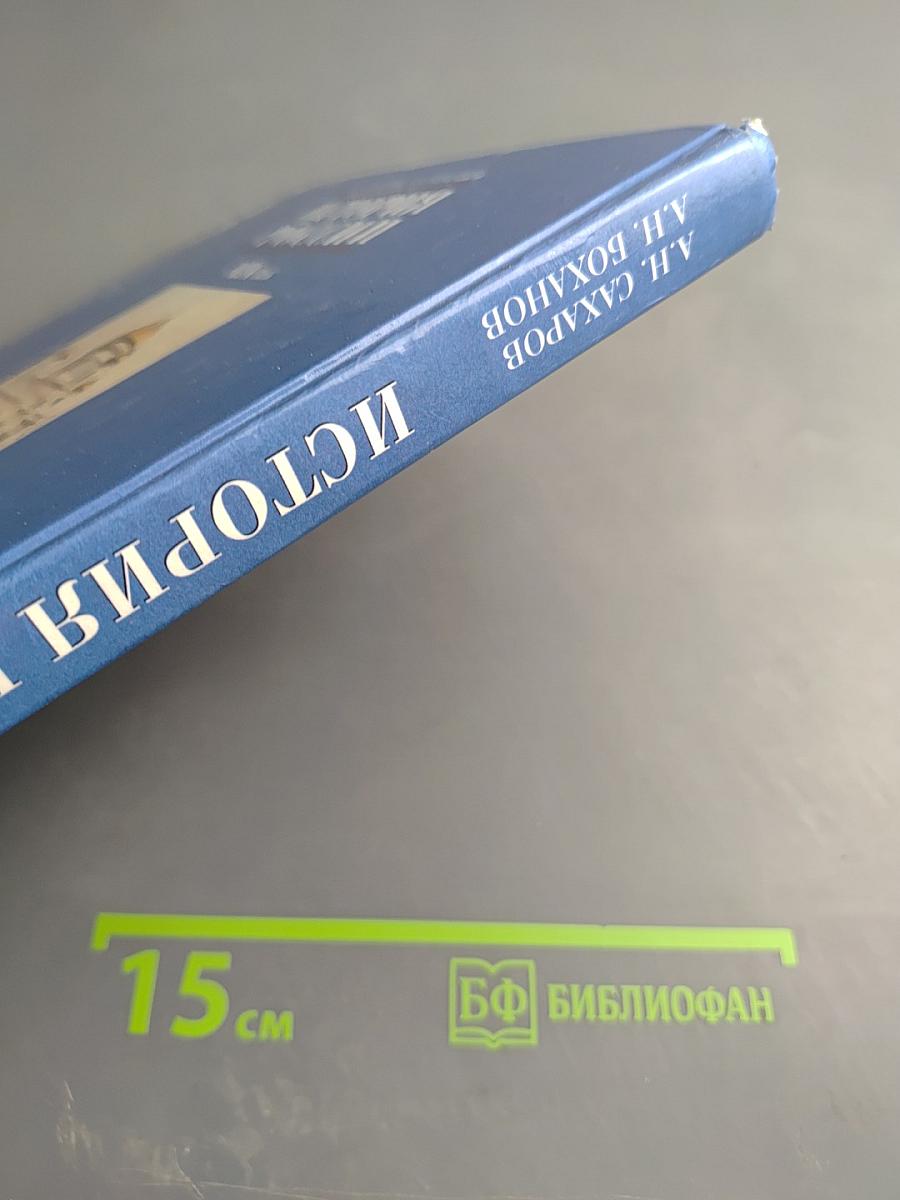 А.Н. САХАРОВ
А.Н. БОХАНОВ
ИСТОРИЯ
15 см
БФ БИБЛИОФАН